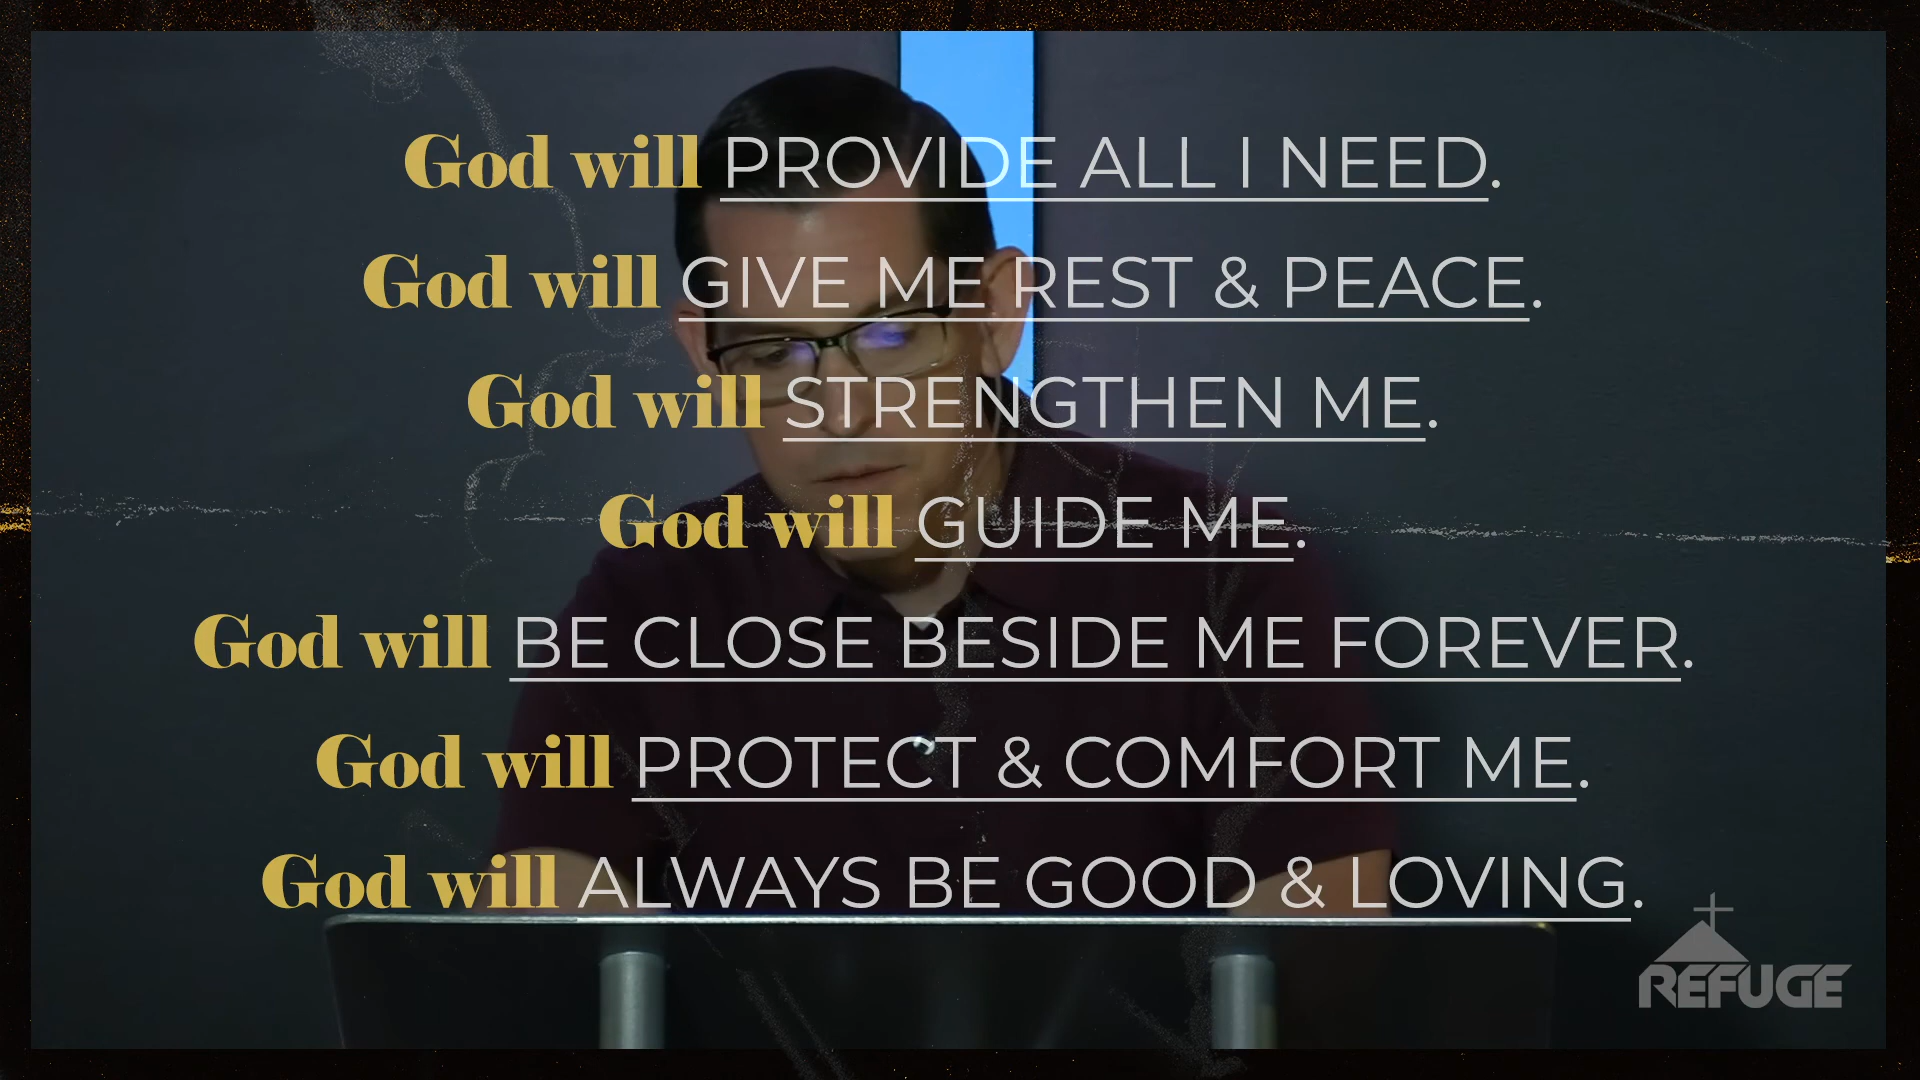 God will PROVIDE ALL I NEED.
God will GIVE ME REST & PEACE.
God will STRENGTHEN ME.
God will GUIDE ME.
God will BE CLOSE BESIDE ME FOREVER.
God will PROTECT & COMFORT ME.
God will ALWAYS BE GOOD & LOVING.
REFUGE